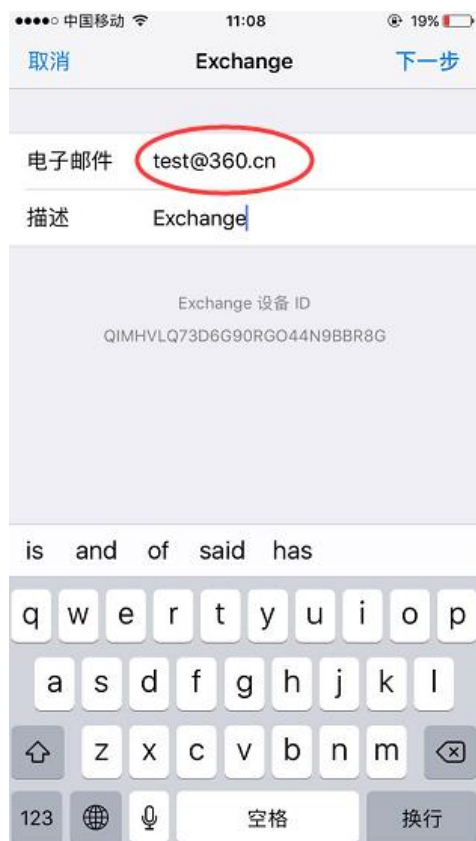 中国移动 11:08 19%
取消 Exchange 下一步
电子邮件 test@360.cn
描述 Exchange
Exchange 设备 ID
QIMHVLQ73D6G90RGO44N9BBR8G
is and of said has
q w e r t y u i o p
a s d f g h j k l
z x c v b n m
123 空格 换行